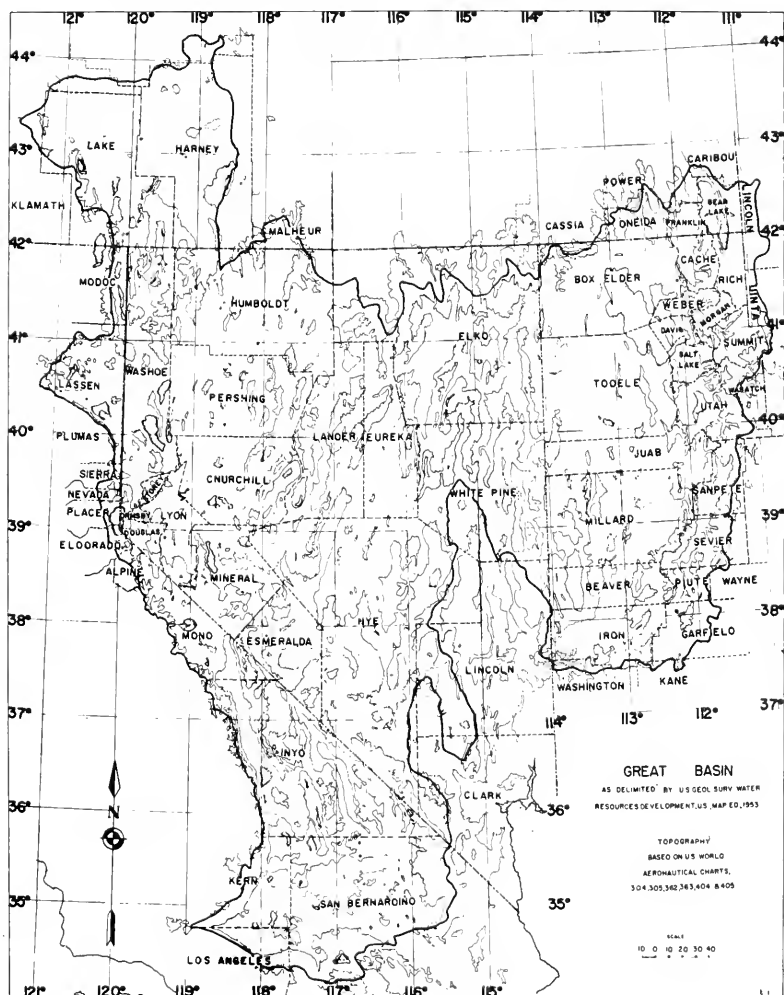 121° 120° 119° 118° 117° 116° 115° 114° 113° 112° 111°
44° 44°
43° 43°
LAKE HARNEY
CARIBOU
POWER
KLAMATH
LINCOLN
BEAR
LAKE
CASSIA ONEIDA FRANKLIN
MALHEUR
42° 42°
CACHE
MODOC
BOX ELDER RICH
HUMBOLDT
UINTA
WEBER MORGAN
41° 41°
ELKO
DAVIS
SUMMIT
WASHOE
SALT
LAKE
LASSEN
TOOELE
WASATCH
PERSHING
UTAH
40° 40°
PLUMAS
LANDER EUREKA
JUAB
SIERRA
CNURCHILL
WHITE PINE
SANPETE
NEVADA
STOREY
PLACER
ORMSBY LYON
MILLARD
39° 39°
DOUGLAS
SEVIER
ELDORADO
ALPINE
MINERAL
BEAVER
PIUTE WAYNE
38° 38°
MONO
NYE
ESMERALDA
IRON
GARFIELO
LINCOLN
WASHINGTON KANE
37° 114° 113° 112° 37°
INYO
GREAT BASIN
CLARK
AS DELIMITED BY U.S GEOL SURV WATER
36° 36°
RESOURCES DEVELOPMENT, U.S., MAP ED., 1953
N
TOPOGRAPHY
BASED ON U.S WORLD
AERONAUTICAL CHARTS,
304,305,362,363,404 & 405
KERN
35° 35°
SAN BERNARDINO
SCALE
10 0 10 20 30 40
LOS ANGELES
121° 120° 119° 118° 117° 116° 115°